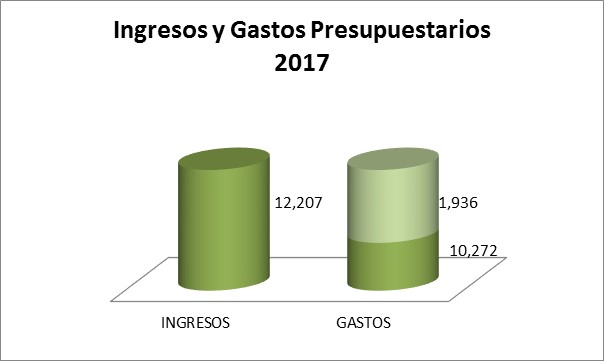 Ingresos y Gastos Presupuestarios
2017
12,207
1,936
10,272
INGRESOS
GASTOS